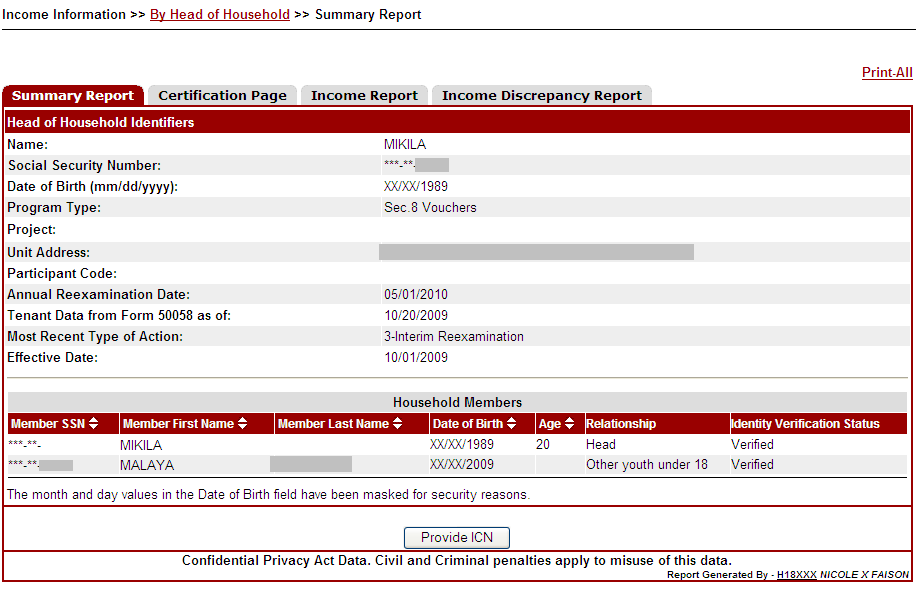 Income Information >> By Head of Household >> Summary Report
Print-All
Summary Report Certification Page Income Report Income Discrepancy Report
Head of Household Identifiers
Name: MIKILA
Social Security Number: ***-**-
Date of Birth (mm/dd/yyyy): XX/XX/1989
Program Type: Sec.8 Vouchers
Project:
Unit Address:
Participant Code:
Annual Reexamination Date: 05/01/2010
Tenant Data from Form 50058 as of: 10/20/2009
Most Recent Type of Action: 3-Interim Reexamination
Effective Date: 10/01/2009
Household Members
Member SSN Member First Name Member Last Name Date of Birth Age Relationship Identity Verification Status
***-**- MIKILA XX/XX/1989 20 Head Verified
***-**- MALAYA XX/XX/2009 Other youth under 18 Verified
The month and day values in the Date of Birth field have been masked for security reasons.
Provide ICN
Confidential Privacy Act Data. Civil and Criminal penalties apply to misuse of this data.
Report Generated By - H18XXX NICOLE X FAISON